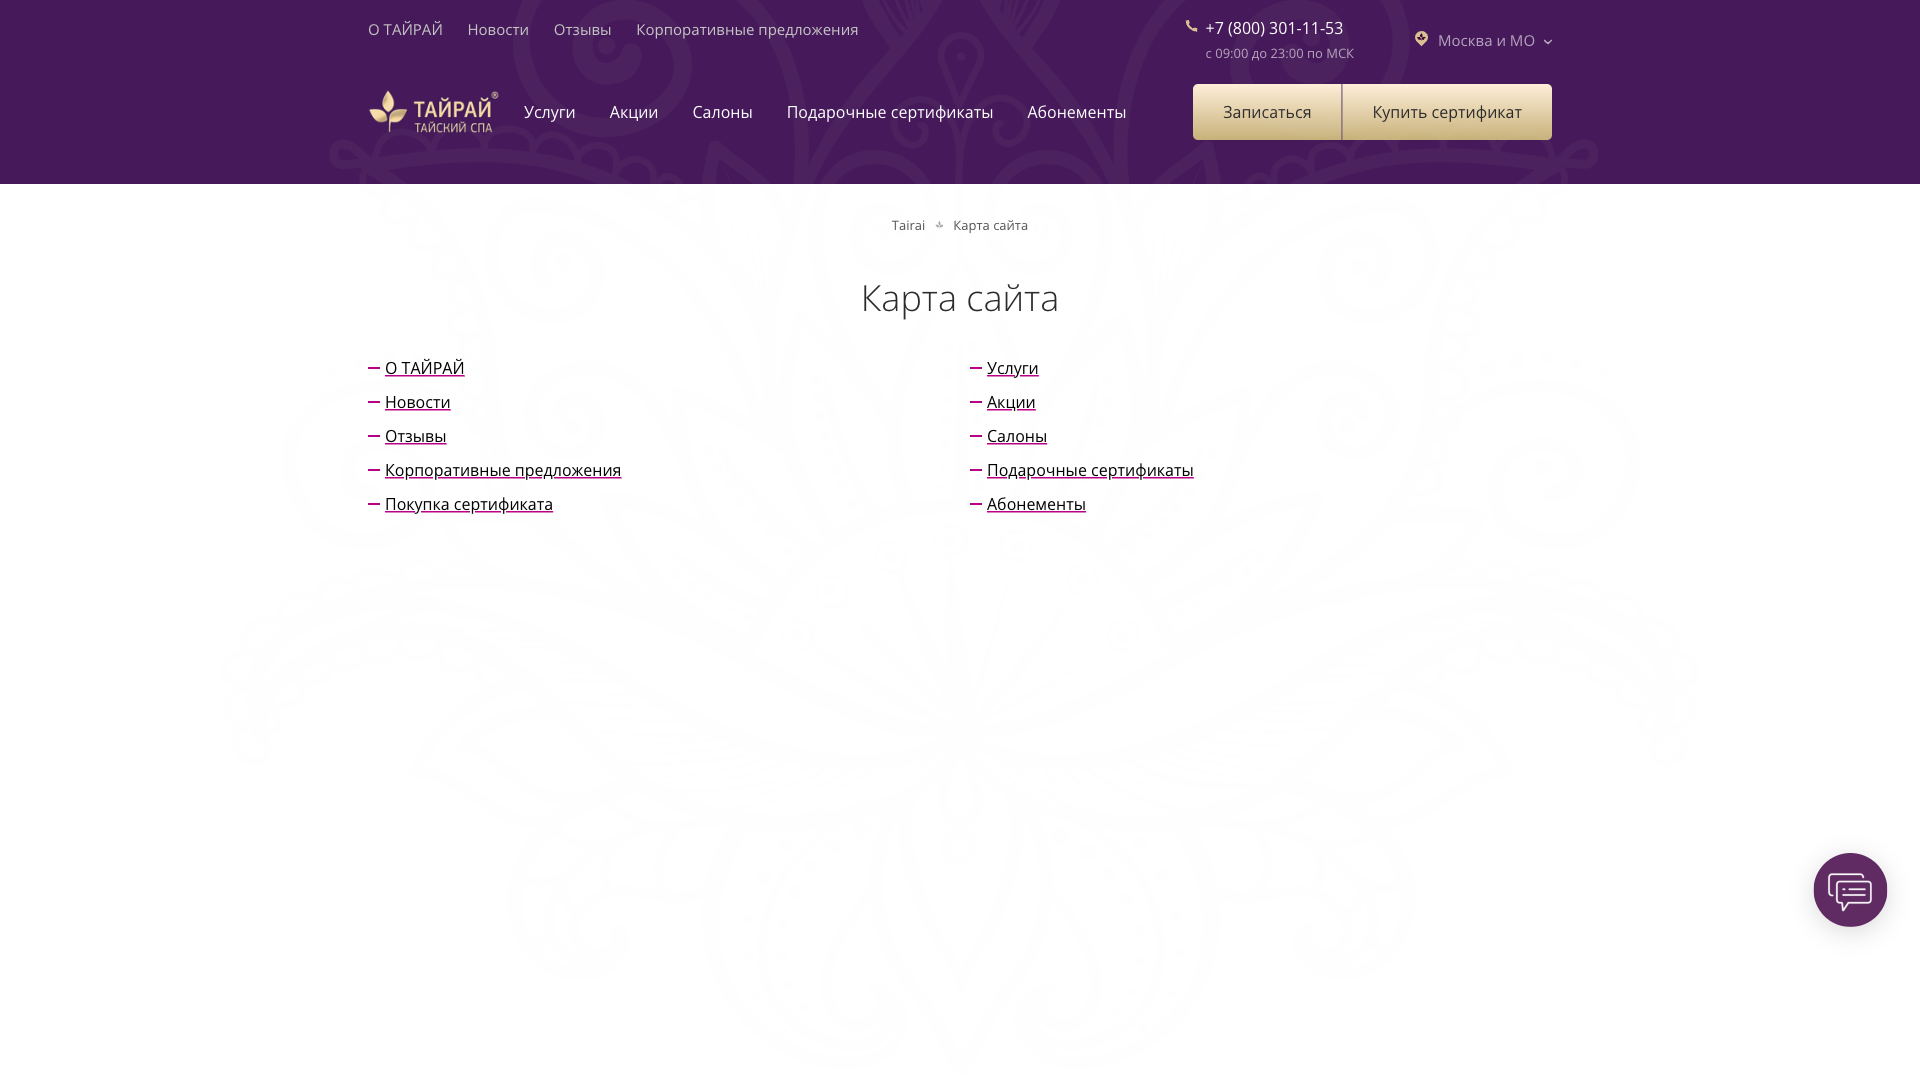 О ТАЙРАЙ Новости Отзывы Корпоративные предложения
+7 (800) 301-11-53
с 09:00 до 23:00 по МСК
Москва и МО
ТАЙРАЙ®
ТАЙСКИЙ СПА
Услуги Акции Салоны Подарочные сертификаты Абонементы
Записаться Купить сертификат
Tairai Карта сайта
Карта сайта
О ТАЙРАЙ
Новости
Отзывы
Корпоративные предложения
Покупка сертификата
Услуги
Акции
Салоны
Подарочные сертификаты
Абонементы